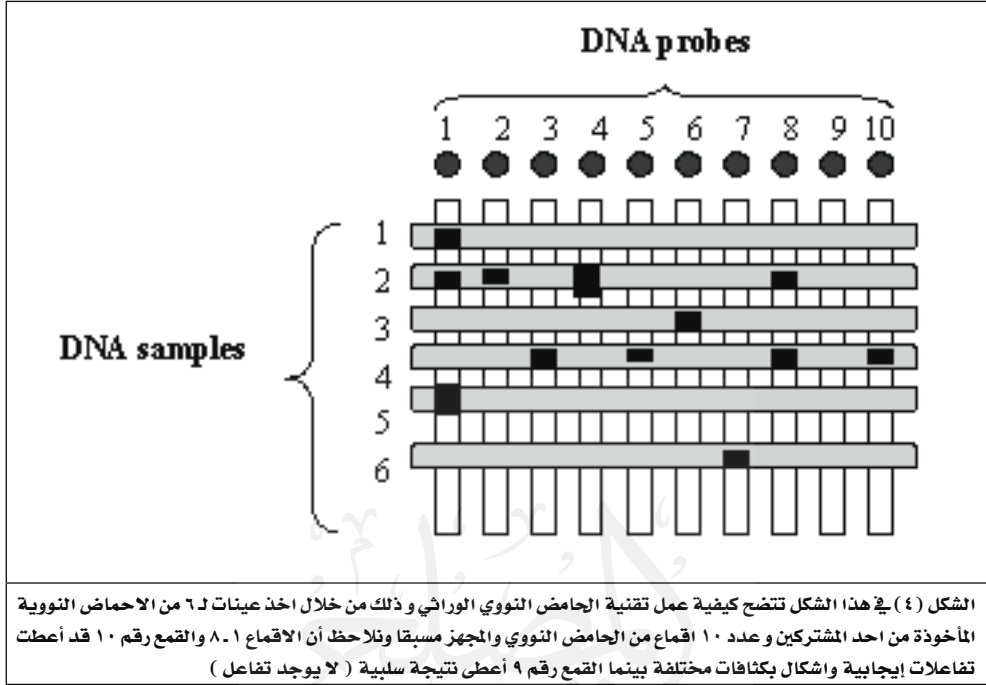 DNA probes
1 2 3 4 5 6 7 8 9 10
DNA samples
1
2
3
4
5
6
الشكل (٤) في هذا الشكل تتضح كيفية عمل تقنية الحامض النووي الوراثي و ذلك من خلال اخذ عينات لـ ٦ من الاحماض النووية
المأخوذة من احد المشتركين و عدد ١٠ اقماع من الحامض النووي والمجهز مسبقا ونلاحظ أن الاقماع ١ـ٨ والقمع رقم ١٠ قد أعطت
تفاعلات إيجابية واشكال بكثافات مختلفة بينما القمع رقم ٩ أعطى نتيجة سلبية ( لا يوجد تفاعل )